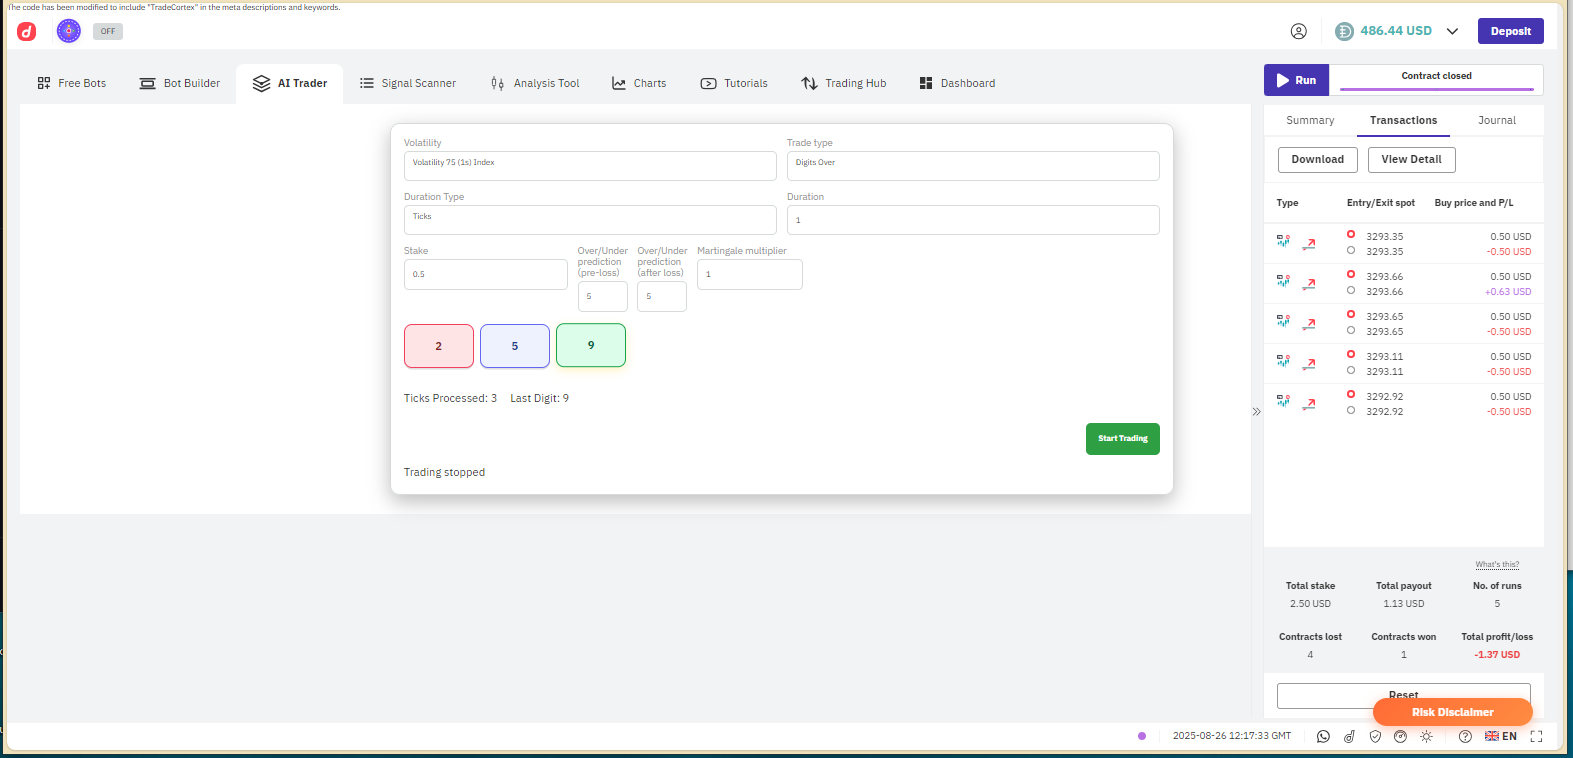 The code has been modified to include "TradeCortex" in the meta descriptions and keywords.
OFF
486.44 USD
Deposit
Free Bots
Bot Builder
AI Trader
Signal Scanner
Analysis Tool
Charts
Tutorials
Trading Hub
Dashboard
Run
Contract closed
Volatility
Volatility 75 (1s) Index
Trade type
Digits Over
Duration Type
Ticks
Duration
1
Stake
0.5
Over/Under
prediction
(pre-loss)
5
Over/Under
prediction
(after loss)
5
Martingale multiplier
1
2
5
9
Ticks Processed: 3 Last Digit: 9
Start Trading
Trading stopped
Summary
Transactions
Journal
Download
View Detail
Type
Entry/Exit spot
Buy price and P/L
3293.35 0.50 USD
3293.35 -0.50 USD
3293.66 0.50 USD
3293.66 +0.63 USD
3293.65 0.50 USD
3293.65 -0.50 USD
3293.11 0.50 USD
3293.11 -0.50 USD
3292.92 0.50 USD
3292.92 -0.50 USD
What's this?
Total stake Total payout No. of runs
2.50 USD 1.13 USD 5
Contracts lost Contracts won Total profit/loss
4 1 -1.37 USD
Reset
Risk Disclaimer
2025-08-26 12:17:33 GMT
EN